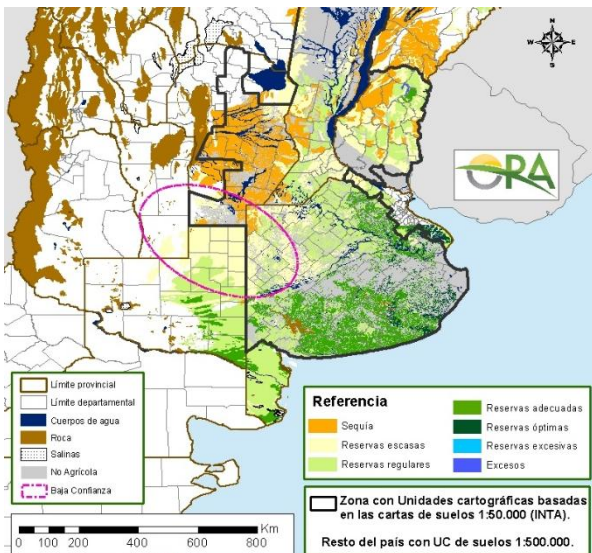 N
W E
S
ORA
Límite provincial
Límite departamental
Cuerpos de agua
Roca
Salinas
No Agrícola
Baja Confianza
Referencia
Sequía
Reservas escasas
Reservas regulares
Reservas adecuadas
Reservas óptimas
Reservas excesivas
Excesos
Zona con Unidades cartográficas basadas
en las cartas de suelos 1:50.000 (INTA).
Resto del país con UC de suelos 1:500.000.
Km
0 100 200 400 600 800